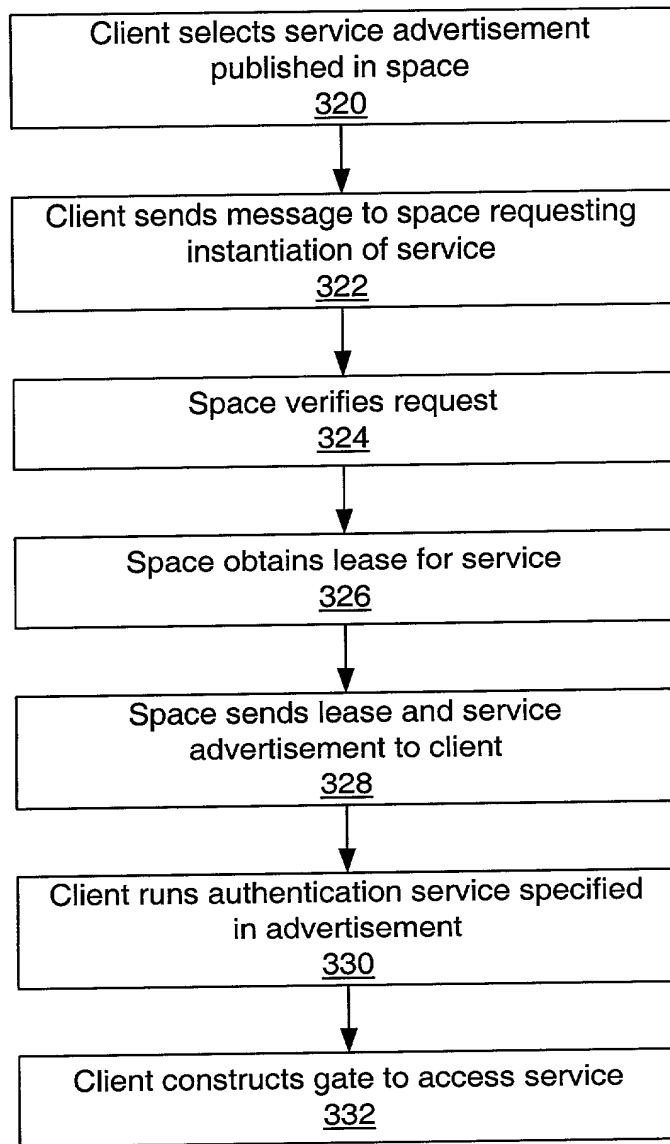 Client selects service advertisement
published in space
320
Client sends message to space requesting
instantiation of service
322
Space verifies request
324
Space obtains lease for service
326
Space sends lease and service
advertisement to client
328
Client runs authentication service specified
in advertisement
330
Client constructs gate to access service
332